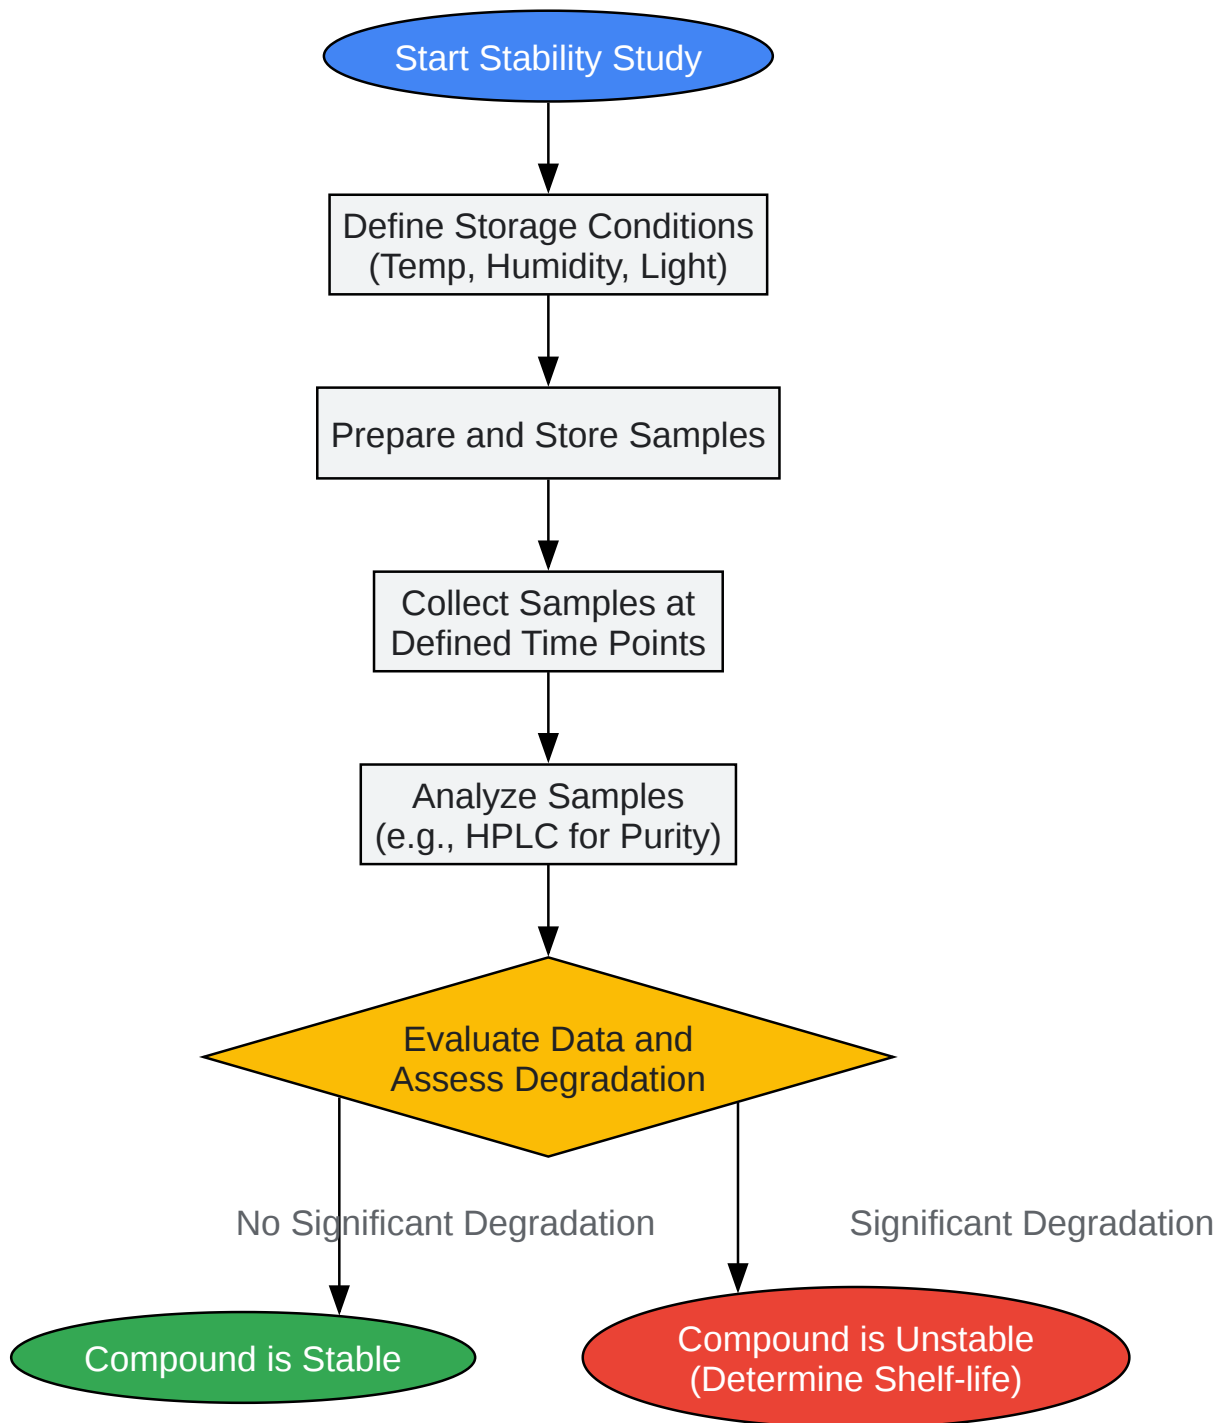 Start Stability Study
Define Storage Conditions
(Temp, Humidity, Light)
Prepare and Store Samples
Collect Samples at
Defined Time Points
Analyze Samples
(e.g., HPLC for Purity)
Evaluate Data and
Assess Degradation
No Significant Degradation
Significant Degradation
Compound is Stable
Compound is Unstable
(Determine Shelf-life)